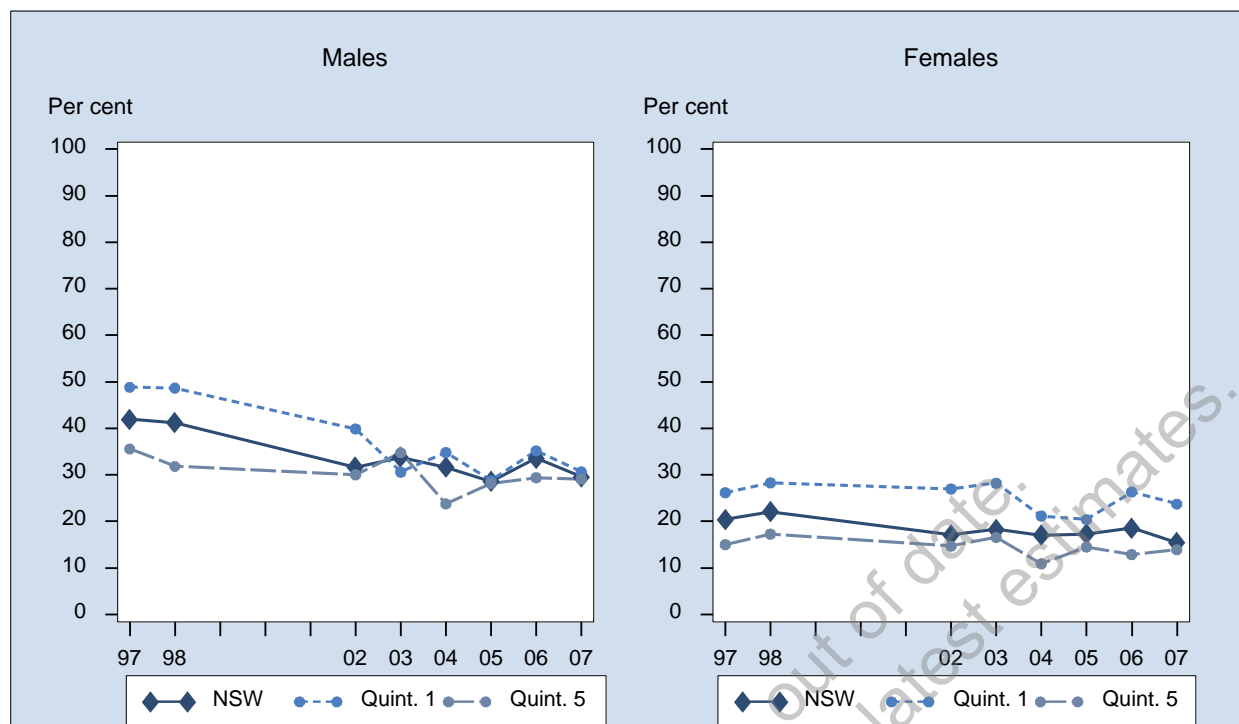 Males
Per cent
100
90
80
70
60
50
40
30
20
10
0
97 98 02 03 04 05 06 07
NSW Quint. 1 Quint. 5
Females
Per cent
100
90
80
70
60
50
40
30
20
10
0
97 98 02 03 04 05 06 07
NSW Quint. 1 Quint. 5
out of date.
latest estimates.